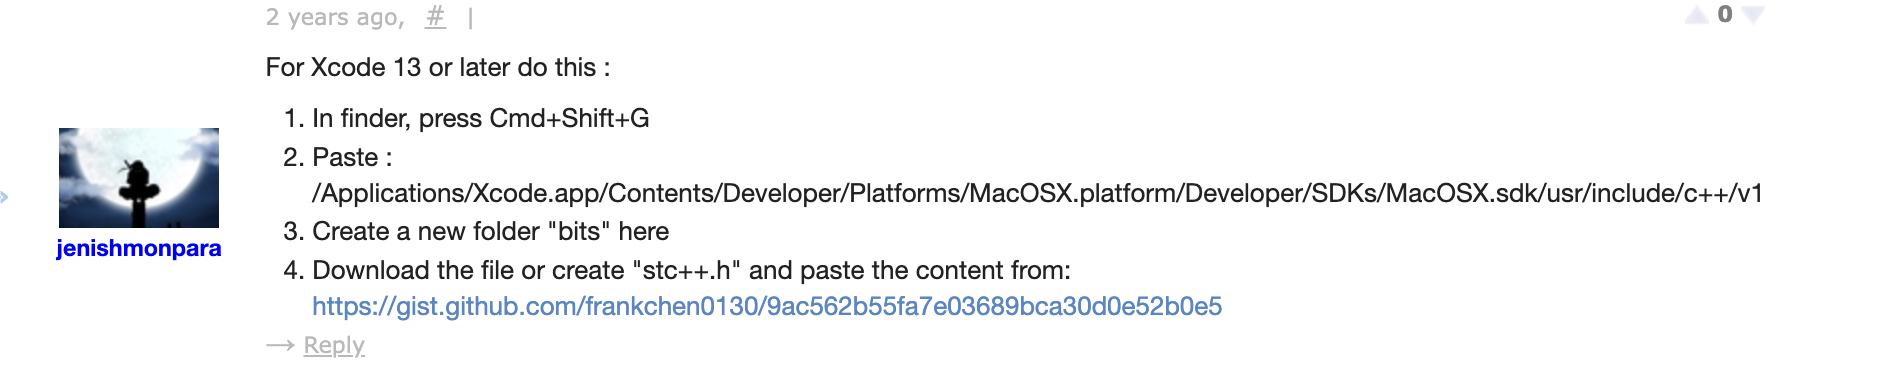 2 years ago, # |
0
For Xcode 13 or later do this :
1. In finder, press Cmd+Shift+G
2. Paste :
/Applications/Xcode.app/Contents/Developer/Platforms/MacOSX.platform/Developer/SDKs/MacOSX.sdk/usr/include/c++/v1
3. Create a new folder "bits" here
jenishmonpara
4. Download the file or create "stc++.h" and paste the content from:
https://gist.github.com/frankchen0130/9ac562b55fa7e03689bca30d0e52b0e5
→ Reply